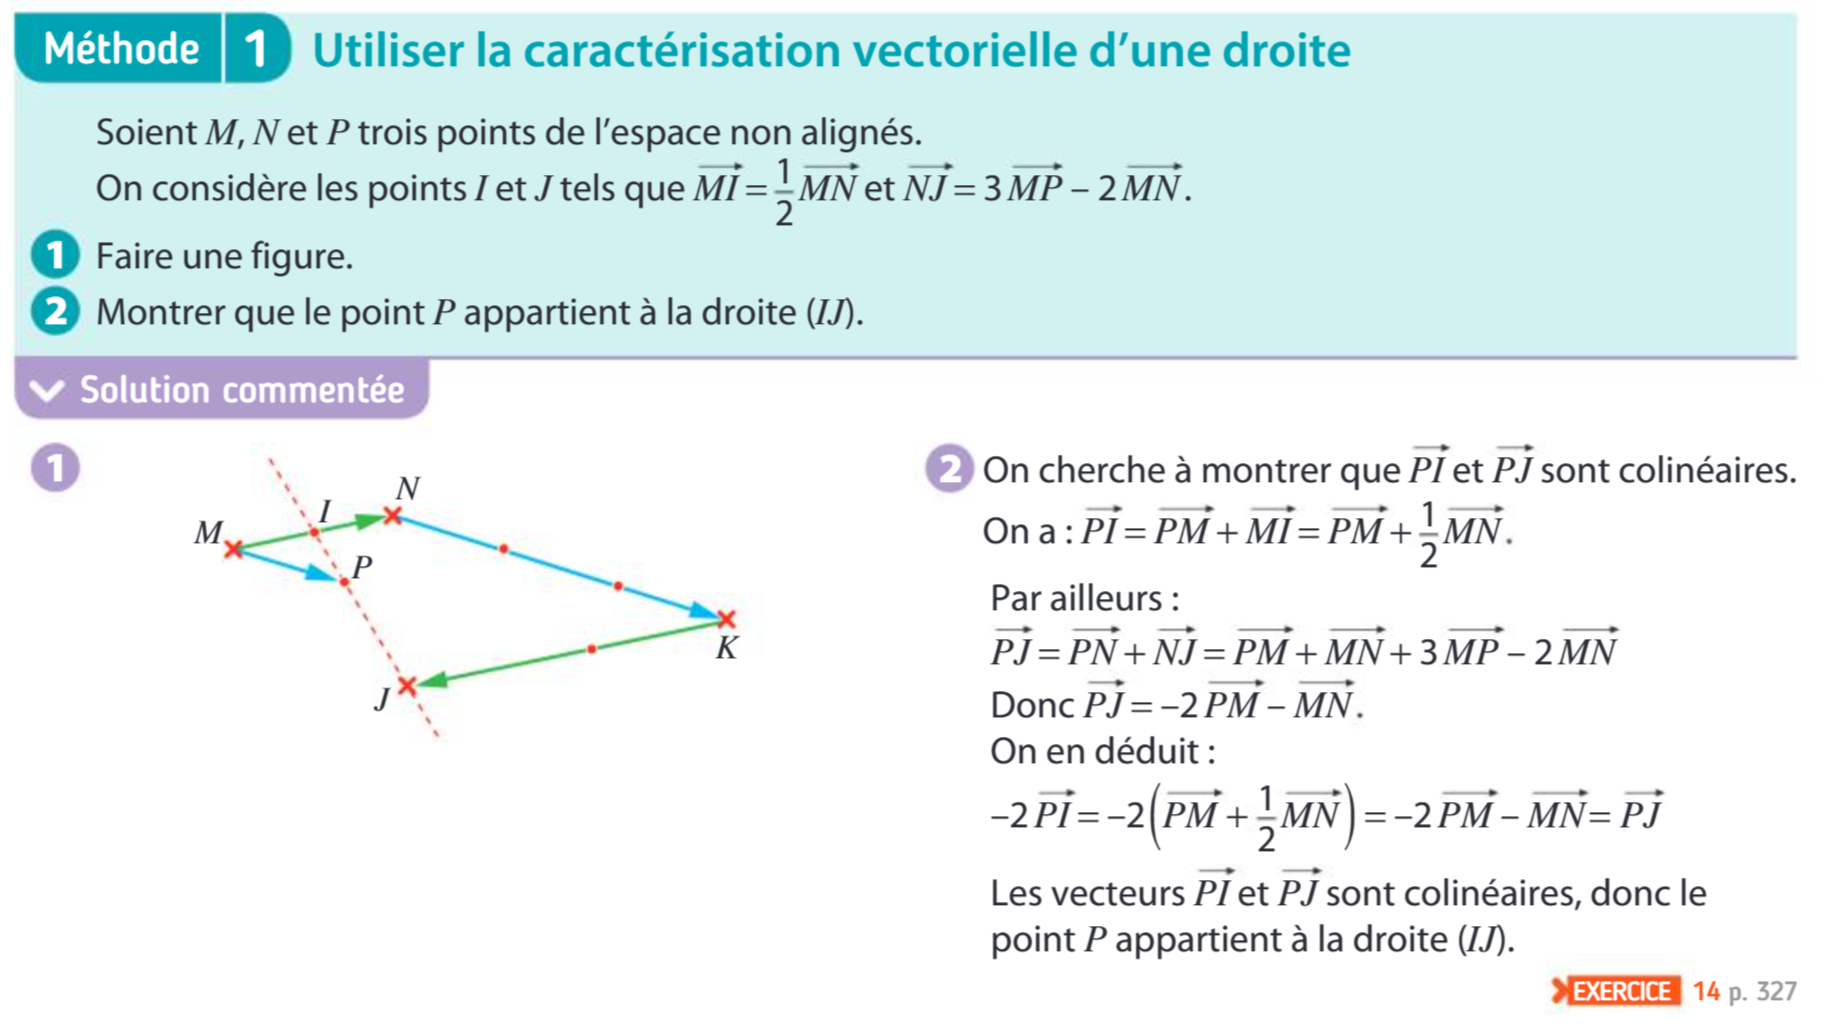 Méthode 1 Utiliser la caractérisation vectorielle d’une droite
Soient M, N et P trois points de l’espace non alignés.
On considère les points I et J tels que $\overrightarrow{MI} = \frac{1}{2}\overrightarrow{MN}$ et $\overrightarrow{NJ} = 3\overrightarrow{MP} – 2\overrightarrow{MN}$.
1 Faire une figure.
2 Montrer que le point P appartient à la droite (IJ).
Solution commentée
1
M
I
N
P
K
J
2 On cherche à montrer que $\overrightarrow{PI}$ et $\overrightarrow{PJ}$ sont colinéaires.
On a : $\overrightarrow{PI} = \overrightarrow{PM} + \overrightarrow{MI} = \overrightarrow{PM} + \frac{1}{2}\overrightarrow{MN}$.
Par ailleurs :
$\overrightarrow{PJ} = \overrightarrow{PN} + \overrightarrow{NJ} = \overrightarrow{PM} + \overrightarrow{MN} + 3\overrightarrow{MP} – 2\overrightarrow{MN}$
Donc $\overrightarrow{PJ} = –2\overrightarrow{PM} – \overrightarrow{MN}$.
On en déduit :
$–2\overrightarrow{PI} = –2\left(\overrightarrow{PM} + \frac{1}{2}\overrightarrow{MN}\right) = –2\overrightarrow{PM} – \overrightarrow{MN} = \overrightarrow{PJ}$
Les vecteurs $\overrightarrow{PI}$ et $\overrightarrow{PJ}$ sont colinéaires, donc le
point P appartient à la droite (IJ).
EXERCICE 14 p. 327